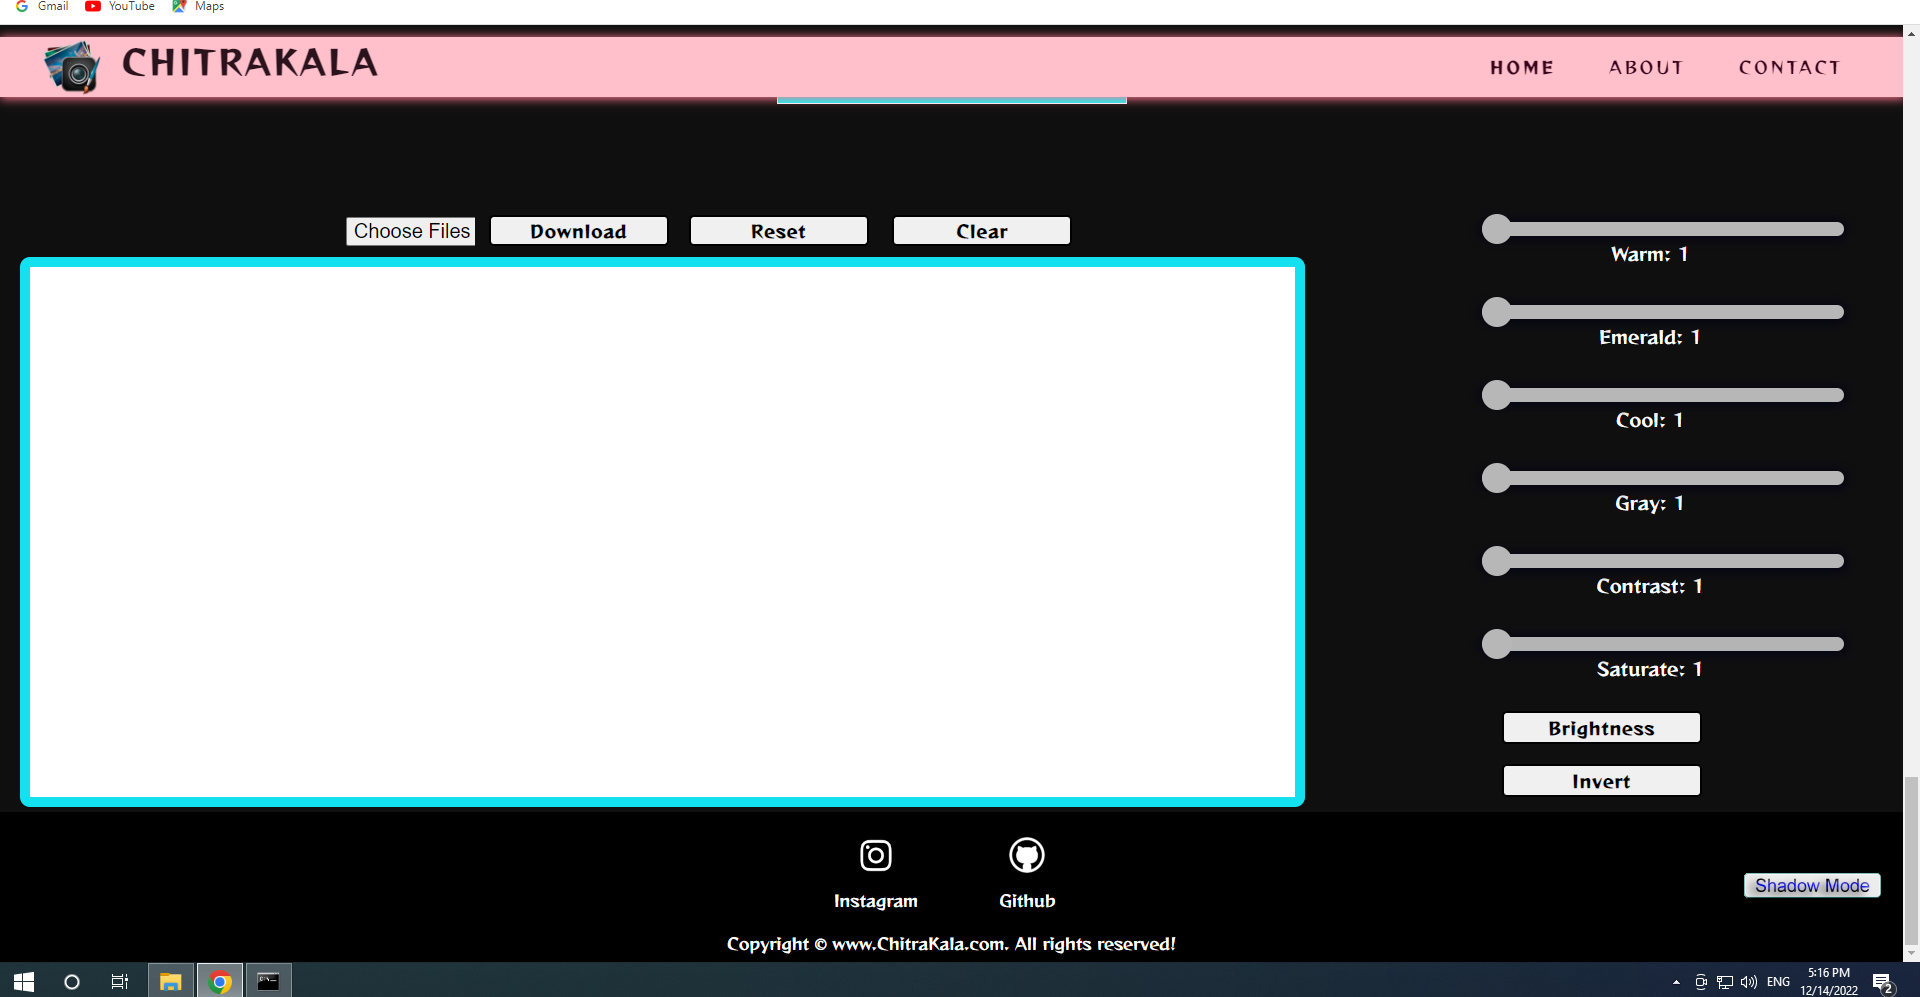 Gmail YouTube Maps
CHITRAKALA HOME ABOUT CONTACT
Choose Files Download Reset Clear
Warm: 1
Emerald: 1
Cool: 1
Gray: 1
Contrast: 1
Saturate: 1
Brightness
Invert
Instagram Github
Shadow Mode
Copyright © www.ChitraKala.com. All rights reserved!
ENG 5:16 PM
12/14/2022 2